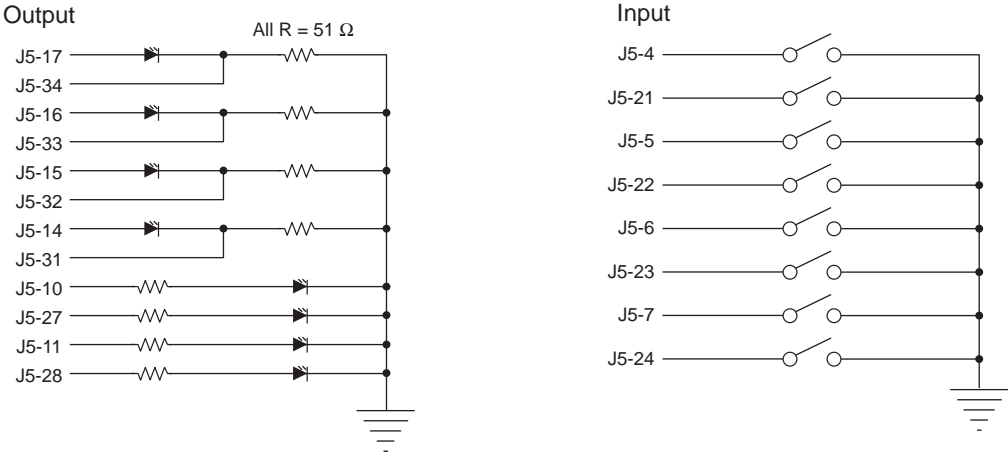 Output
All R = 51 Ω
J5-17
J5-34
J5-16
J5-33
J5-15
J5-32
J5-14
J5-31
J5-10
J5-27
J5-11
J5-28
Input
J5-4
J5-21
J5-5
J5-22
J5-6
J5-23
J5-7
J5-24